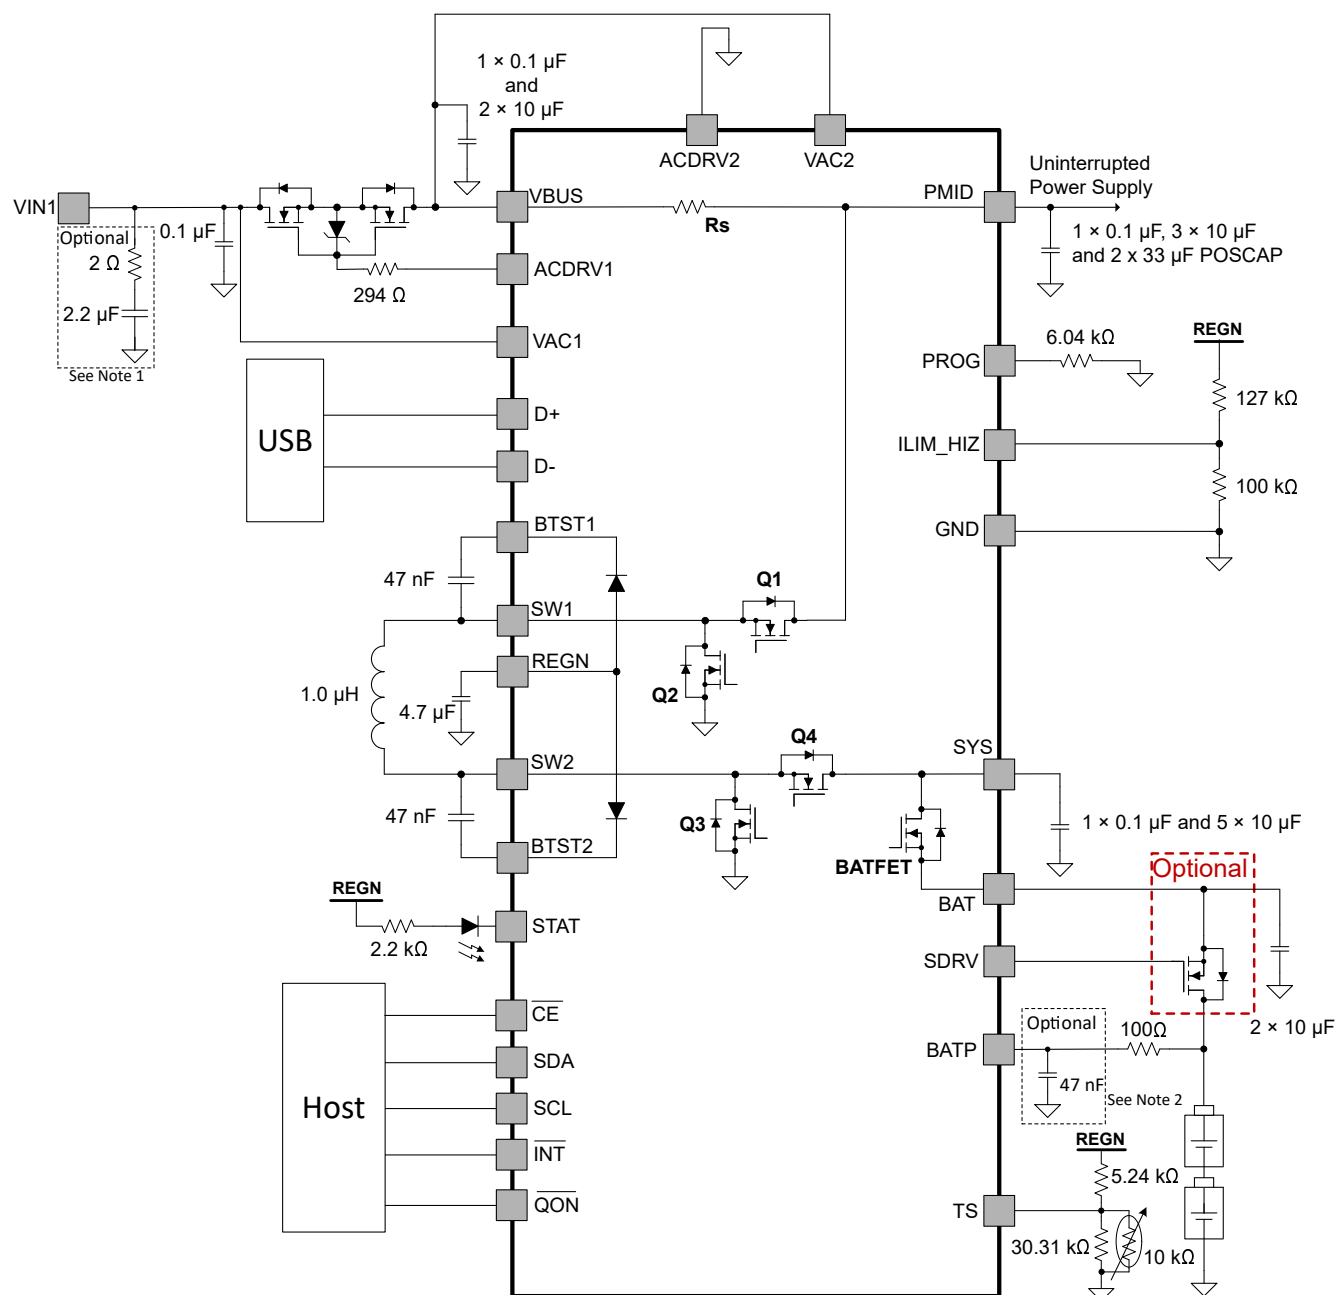 1 × 0.1 µF
and
2 × 10 µF
ACDRV2
VAC2
VIN1
VBUS
Rs
PMID
Uninterrupted
Power Supply
Optional
2 Ω
2.2 µF
See Note 1
0.1 µF
294 Ω
ACDRV1
1 × 0.1 µF, 3 × 10 µF
and 2 x 33 µF POSCAP
VAC1
PROG
6.04 kΩ
REGN
127 kΩ
USB
D+
D-
ILIM_HIZ
100 kΩ
GND
BTST1
47 nF
SW1
Q1
REGN
Q2
1.0 µH
4.7 µF
SW2
Q4
SYS
47 nF
Q3
BTST2
BATFET
1 × 0.1 µF and 5 × 10 µF
Optional
REGN
2.2 kΩ
STAT
BAT
SDRV
2 × 10 µF
Host
CE
SDA
SCL
INT
QON
BATP
Optional
47 nF
100Ω
See Note 2
REGN
5.24 kΩ
TS
30.31 kΩ
10 kΩ